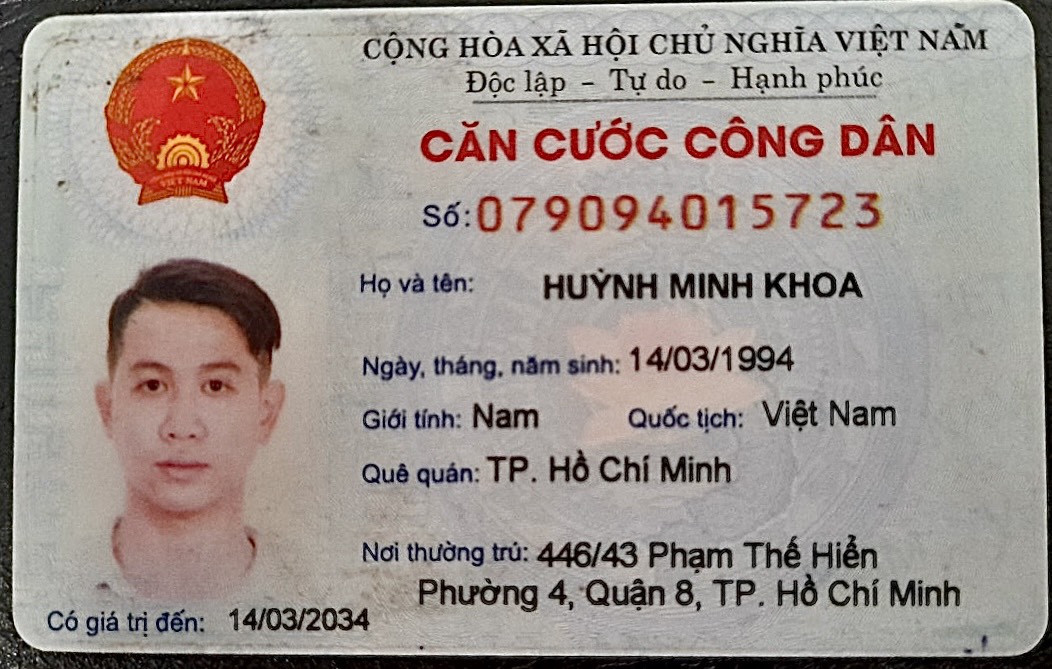 CỘNG HÒA XÃ HỘI CHỦ NGHĨA VIỆT NAM
Độc lập - Tự do - Hạnh phúc
CĂN CƯỚC CÔNG DÂN
Số: 079094015723
Họ và tên: HUỲNH MINH KHOA
Ngày, tháng, năm sinh: 14/03/1994
Giới tính: Nam Quốc tịch: Việt Nam
Quê quán: TP. Hồ Chí Minh
Nơi thường trú: 446/43 Phạm Thế Hiển
Phường 4, Quận 8, TP. Hồ Chí Minh
Có giá trị đến: 14/03/2034
VIỆT NAM